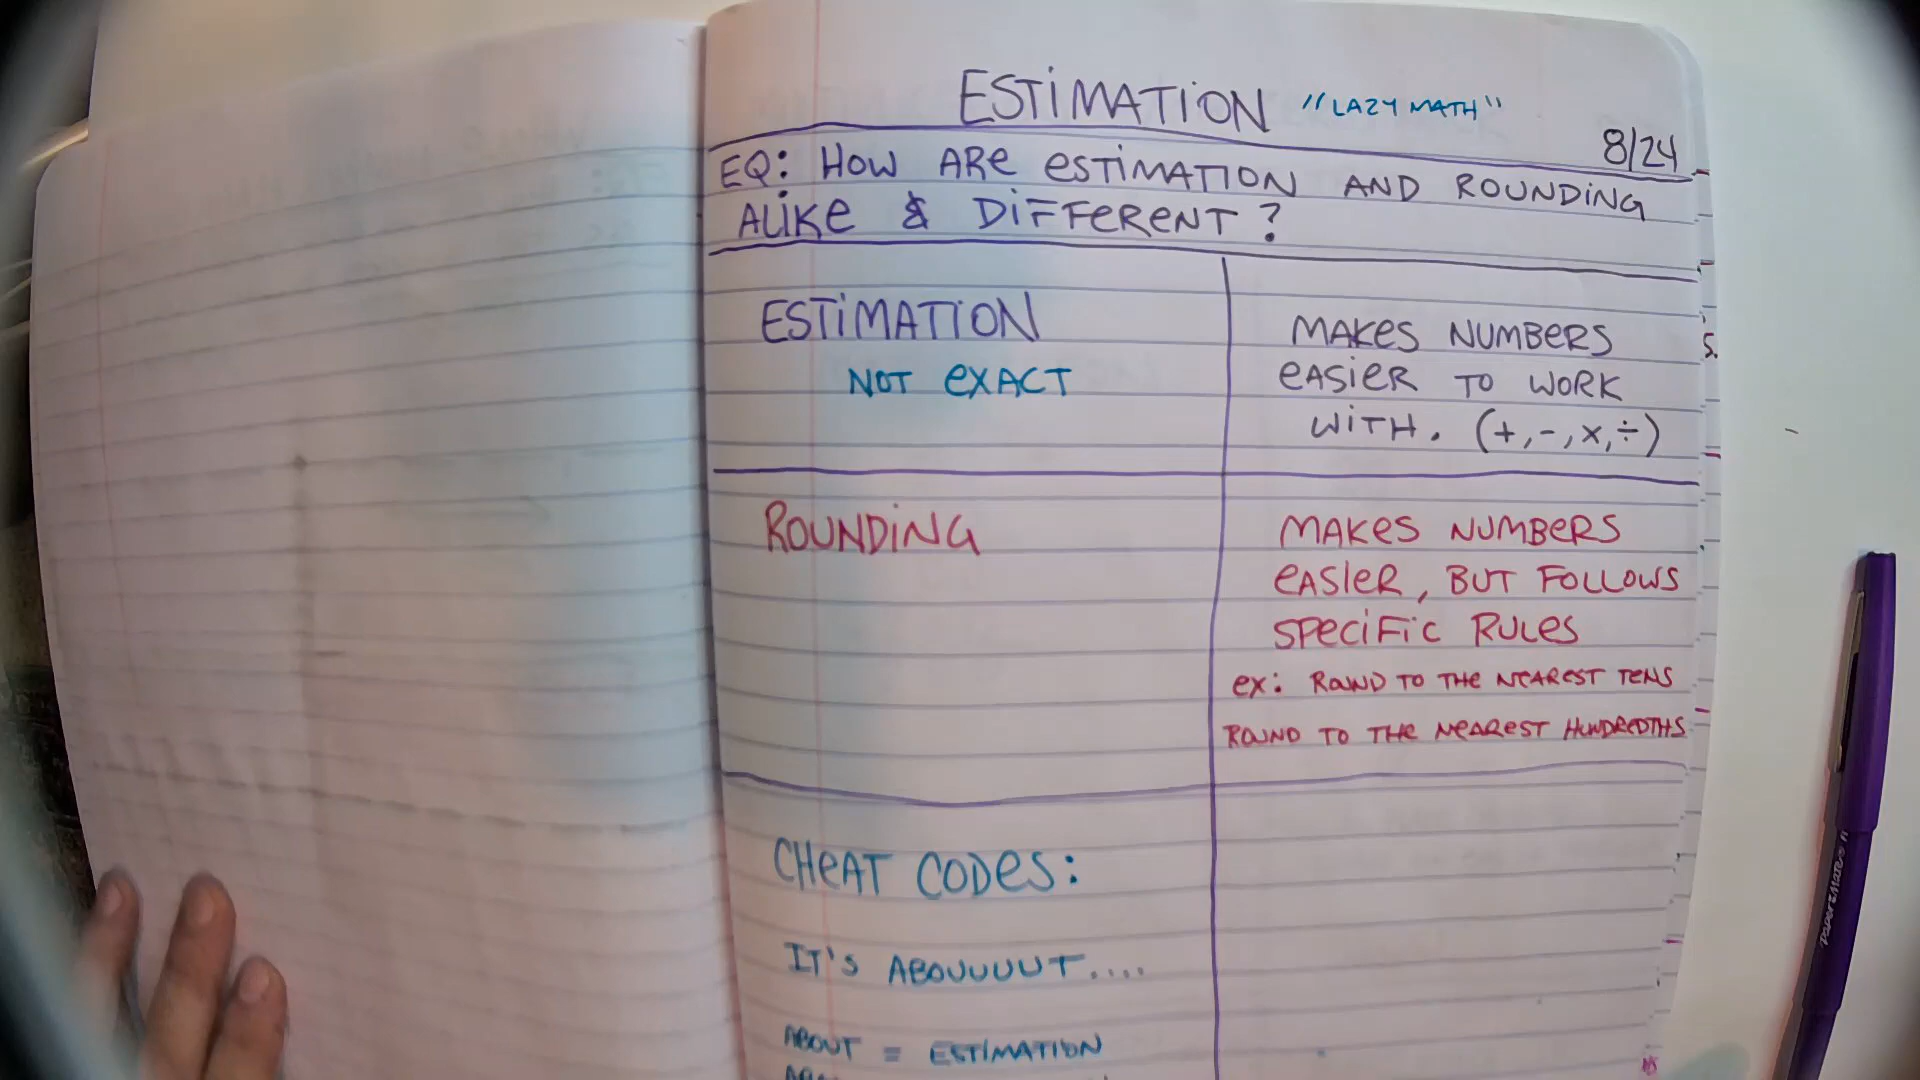 ESTIMATION "LAZY MATH"
8/24
EQ: HOW ARE ESTIMATION AND ROUNDING
ALIKE & DIFFERENT?
ESTIMATION
NOT EXACT
MAKES NUMBERS
EASIER TO WORK
WITH. (+,-,x,÷)
ROUNDING
MAKES NUMBERS
EASIER, BUT FOLLOWS
SPECIFIC RULES
ex: ROUND TO THE NEAREST TENS
ROUND TO THE NEAREST HUNDREDTHS
CHEAT CODES:
IT'S ABOUUUUT....
ABOUT = ESTIMATION
PaperMate